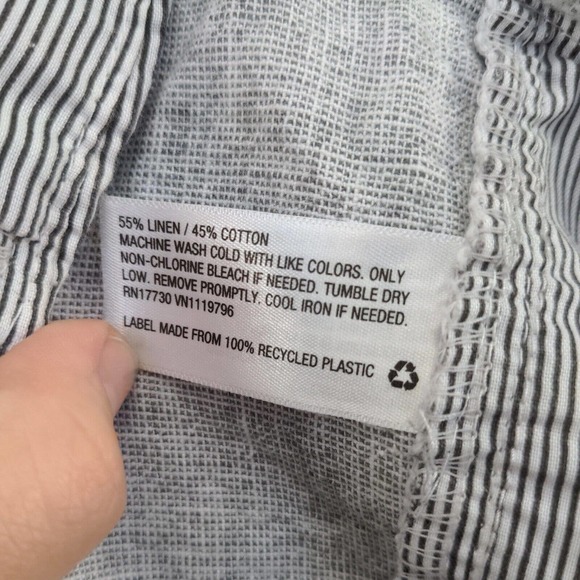 55% LINEN / 45% COTTON
MACHINE WASH COLD WITH LIKE COLORS. ONLY
NON-CHLORINE BLEACH IF NEEDED. TUMBLE DRY
LOW. REMOVE PROMPTLY. COOL IRON IF NEEDED.
RN17730 VN1119796
LABEL MADE FROM 100% RECYCLED PLASTIC